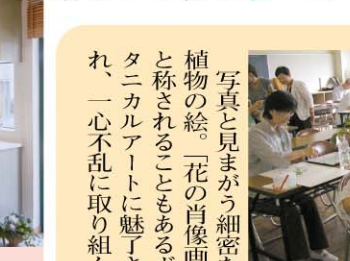 写真と見まがう細密な
植物の絵。「花の肖像画
と称されることもあるボ
タニカルアートに魅了さ
れ、一心不乱に取り組